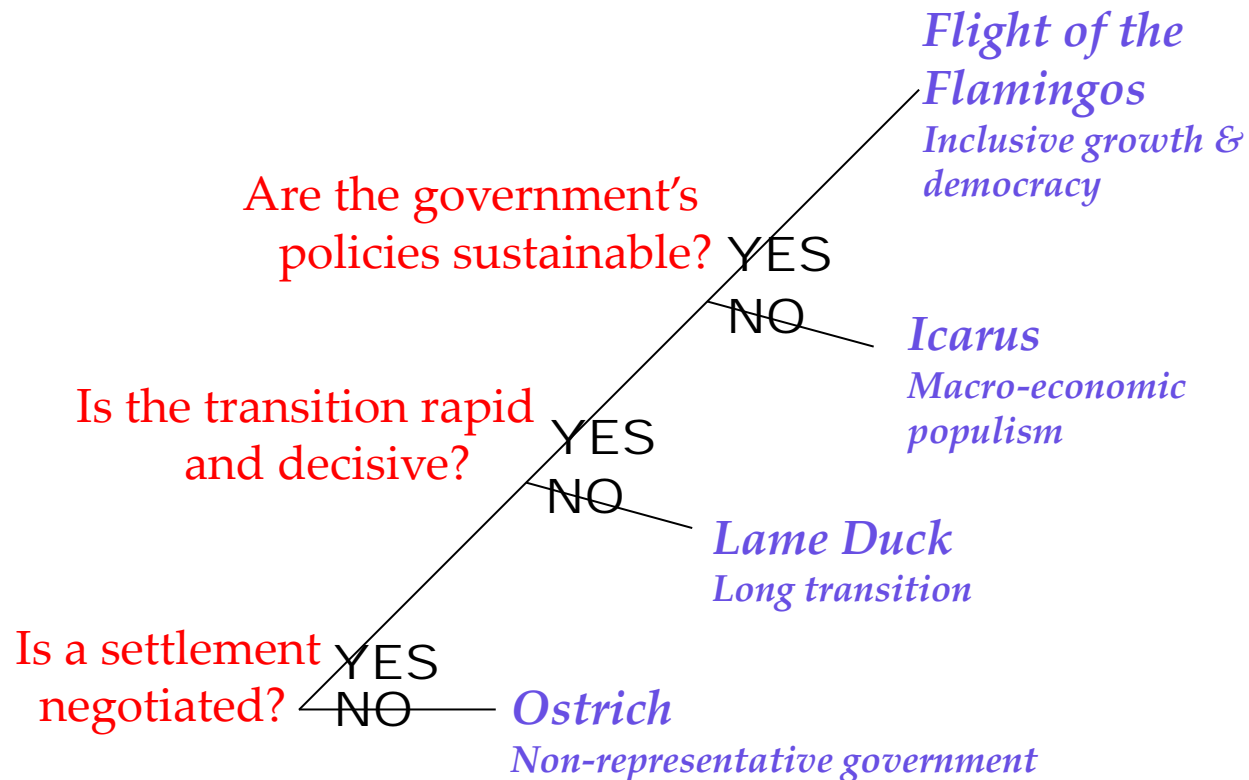 Flight of the
Flamingos
Inclusive growth &
democracy
Are the government’s
policies sustainable?
YES
NO
Icarus
Macro-economic
populism
Is the transition rapid
and decisive?
YES
NO
Lame Duck
Long transition
Is a settlement
negotiated?
YES
NO
Ostrich
Non-representative government